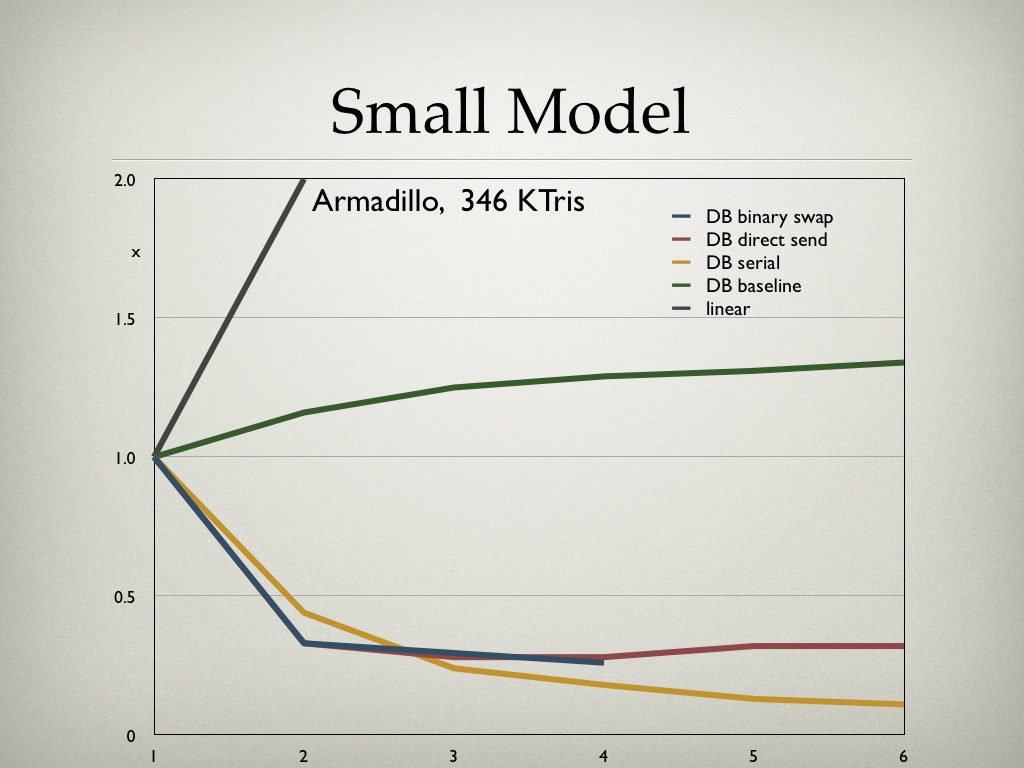 Small Model
2.0
Armadillo, 346 KTris
DB binary swap
DB direct send
x
DB serial
DB baseline
linear
1.5
1.0
0.5
0
1 2 3 4 5 6